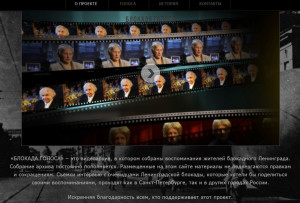 О ПРОЕКТЕ ГОЛОСА ИСТОРИЯ КОНТАКТЫ
«БЛОКАДА.ГОЛОСА» – это видеоархив, в котором собраны воспоминания жителей блокадного Ленинграда.
Собрание архива постоянно пополняется. Размещенные на этом сайте материалы не подвергаются правкам
и сокращениям. Съемки интервью с очевидцами Ленинградской блокады, которые хотели бы поделиться
своими воспоминаниями, проходят как в Санкт-Петербурге, так и в других городах России.
Искренняя благодарность всем, кто поддерживает этот проект.